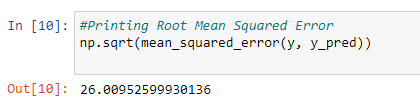 In [10]: #Printing Root Mean Squared Error
np.sqrt(mean_squared_error(y, y_pred))
Out[10]: 26.00952599930136